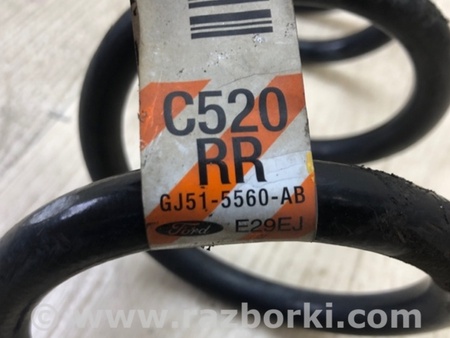 C520
RR
GJ51-5560-AB
Ford E29EJ
© www.razborki.com